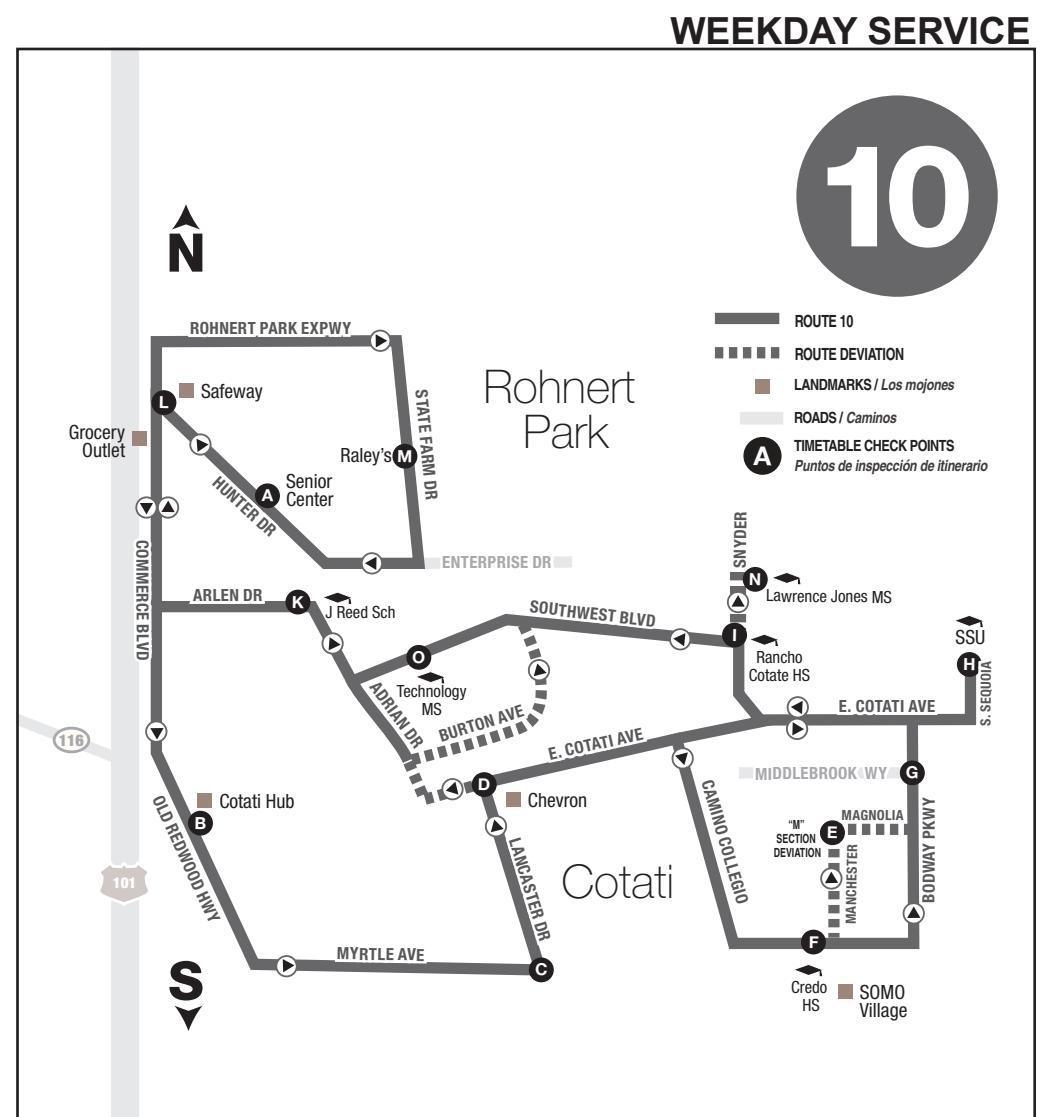 WEEKDAY SERVICE
10
N
ROUTE 10
ROUTE DEVIATION
LANDMARKS / Los mojones
ROADS / Caminos
A
TIMETABLE CHECK POINTS
Puntos de inspección de itinerario
ROHNERT PARK EXPWY
Rohnert
Park
L
Safeway
Grocery
Outlet
STATE FARM DR
Raley's
M
A
Senior
Center
HUNTER DR
ENTERPRISE DR
COMMERCE BLVD
ARLEN DR
K
J Reed Sch
SNYDER
N
Lawrence Jones MS
SOUTHWEST BLVD
I
Rancho
Cotate HS
SSU
H
S. SEQUOIA
O
Technology
MS
ADRIAN DR
BURTON AVE
E. COTATI AVE
E. COTATI AVE
116
MIDDLEBROOK WY
G
D
Chevron
Cotati Hub
B
OLD REDWOOD HWY
101
"M"
SECTION
DEVIATION
E
MAGNOLIA
MANCHESTER
BODWAY PKWY
CAMINO COLLEGIO
Cotati
LANCASTER DR
F
MYRTLE AVE
C
S
Credo
HS
SOMO
Village